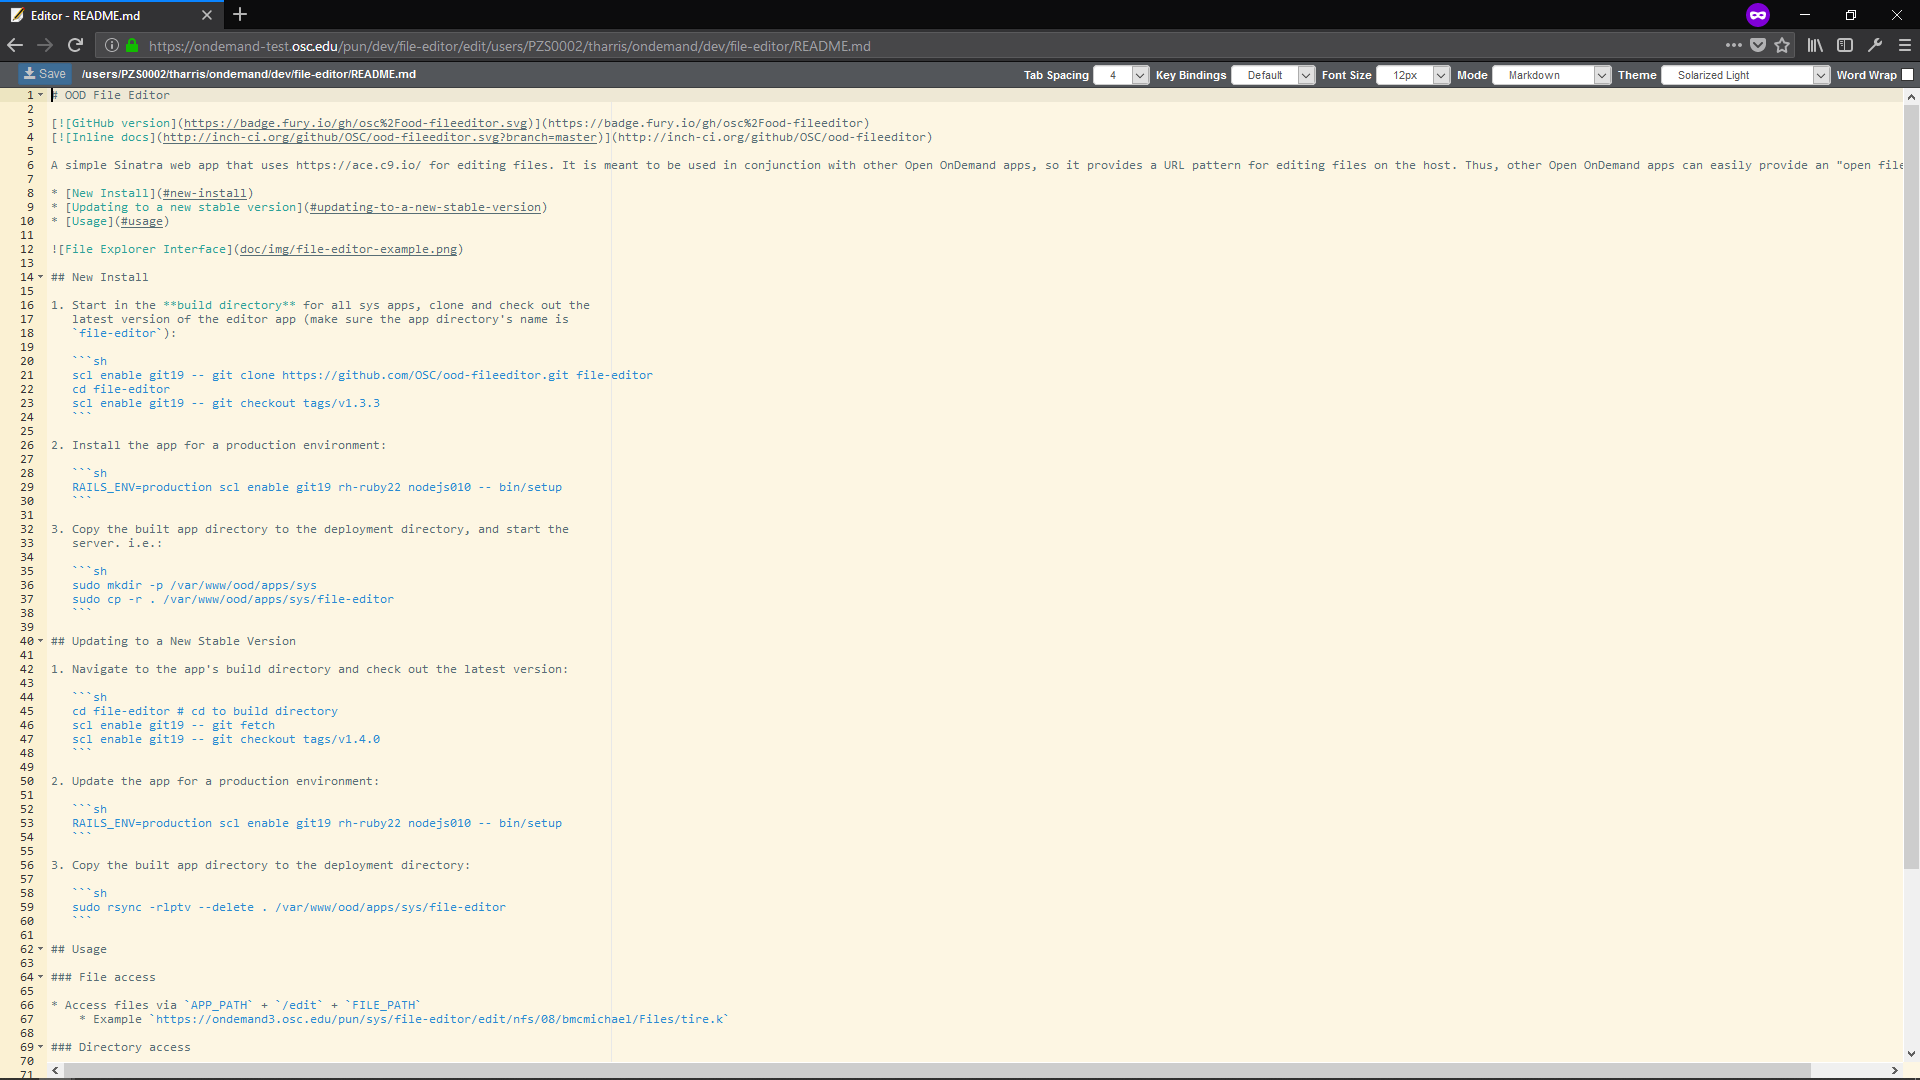 Editor - README.md
https://ondemand-test.osc.edu/pun/dev/file-editor/edit/users/PZS0002/tharris/ondemand/dev/file-editor/README.md
Save /users/PZS0002/tharris/ondemand/dev/file-editor/README.md Tab Spacing 4 Key Bindings Default Font Size 12px Mode Markdown Theme Solarized Light Word Wrap
1 # OOD File Editor
2
3 [![GitHub version](https://badge.fury.io/gh/osc%2Food-fileeditor.svg)](https://badge.fury.io/gh/osc%2Food-fileeditor)
4 [![Inline docs](http://inch-ci.org/github/OSC/ood-fileeditor.svg?branch=master)](http://inch-ci.org/github/OSC/ood-fileeditor)
5
6 A simple Sinatra web app that uses https://ace.c9.io/ for editing files. It is meant to be used in conjunction with other Open OnDemand apps, so it provides a URL pattern for editing files on the host. Thus, other Open OnDemand apps can easily provide an "open file
7
8 * [New Install](#new-install)
9 * [Updating to a new stable version](#updating-to-a-new-stable-version)
10 * [Usage](#usage)
11
12 ![File Explorer Interface](doc/img/file-editor-example.png)
13
14 ## New Install
15
16 1. Start in the **build directory** for all sys apps, clone and check out the
17 latest version of the editor app (make sure the app directory's name is
18 `file-editor`):
19
20 ```sh
21 scl enable git19 -- git clone https://github.com/OSC/ood-fileeditor.git file-editor
22 cd file-editor
23 scl enable git19 -- git checkout tags/v1.3.3
24 ```
25
26 2. Install the app for a production environment:
27
28 ```sh
29 RAILS_ENV=production scl enable git19 rh-ruby22 nodejs010 -- bin/setup
30 ```
31
32 3. Copy the built app directory to the deployment directory, and start the
33 server. i.e.:
34
35 ```sh
36 sudo mkdir -p /var/www/ood/apps/sys
37 sudo cp -r . /var/www/ood/apps/sys/file-editor
38 ```
39
40 ## Updating to a New Stable Version
41
42 1. Navigate to the app's build directory and check out the latest version:
43
44 ```sh
45 cd file-editor # cd to build directory
46 scl enable git19 -- git fetch
47 scl enable git19 -- git checkout tags/v1.4.0
48 ```
49
50 2. Update the app for a production environment:
51
52 ```sh
53 RAILS_ENV=production scl enable git19 rh-ruby22 nodejs010 -- bin/setup
54 ```
55
56 3. Copy the built app directory to the deployment directory:
57
58 ```sh
59 sudo rsync -rlptv --delete . /var/www/ood/apps/sys/file-editor
60 ```
61
62 ## Usage
63
64 ### File access
65
66 * Access files via `APP_PATH` + `/edit` + `FILE_PATH`
67 * Example `https://ondemand3.osc.edu/pun/sys/file-editor/edit/nfs/08/bmcmichael/Files/tire.k`
68
69 ### Directory access
70
71